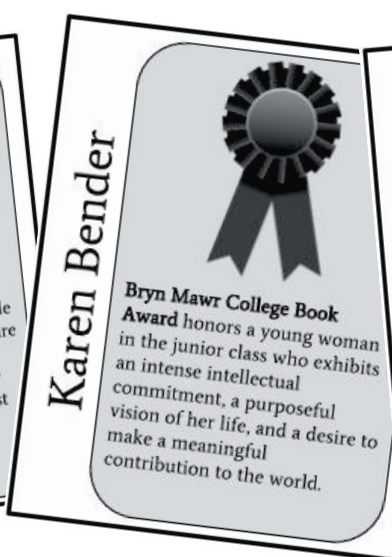 Karen Bender
Bryn Mawr College Book
Award honors a young woman
in the junior class who exhibits
an intense intellectual
commitment, a purposeful
vision of her life, and a desire to
make a meaningful
contribution to the world.